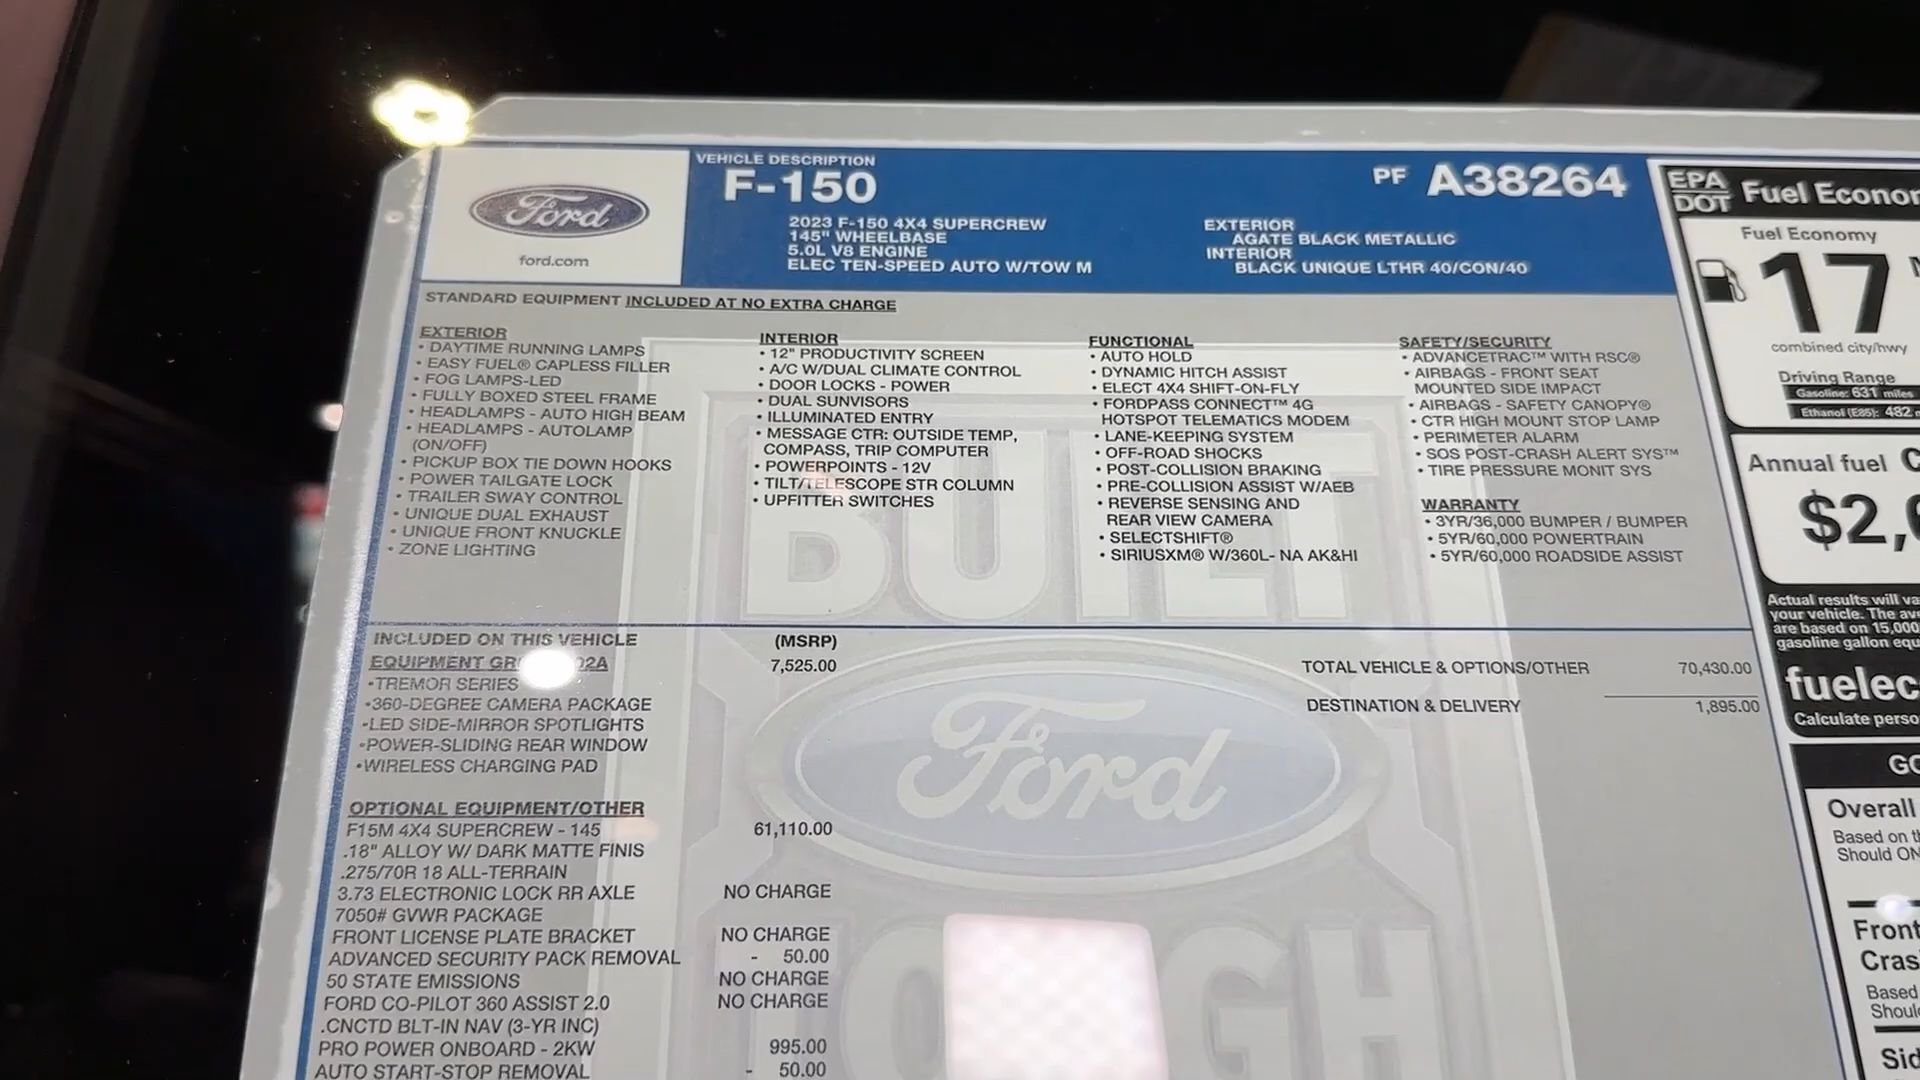 Ford
ford.com
VEHICLE DESCRIPTION
F-150
2023 F-150 4X4 SUPERCREW
145" WHEELBASE
5.0L V8 ENGINE
ELEC TEN-SPEED AUTO W/TOW M
PF A38264
EXTERIOR
AGATE BLACK METALLIC
INTERIOR
BLACK UNIQUE LTHR 40/CON/40
STANDARD EQUIPMENT INCLUDED AT NO EXTRA CHARGE
EXTERIOR
• DAYTIME RUNNING LAMPS
• EASY FUEL® CAPLESS FILLER
• FOG LAMPS-LED
• FULLY BOXED STEEL FRAME
• HEADLAMPS - AUTO HIGH BEAM
• HEADLAMPS - AUTOLAMP
(ON/OFF)
• PICKUP BOX TIE DOWN HOOKS
• POWER TAILGATE LOCK
• TRAILER SWAY CONTROL
• UNIQUE DUAL EXHAUST
• UNIQUE FRONT KNUCKLE
• ZONE LIGHTING
INTERIOR
• 12" PRODUCTIVITY SCREEN
• A/C W/DUAL CLIMATE CONTROL
• DOOR LOCKS - POWER
• DUAL SUNVISORS
• ILLUMINATED ENTRY
• MESSAGE CTR: OUTSIDE TEMP,
COMPASS, TRIP COMPUTER
• POWERPOINTS - 12V
• TILT/TELESCOPE STR COLUMN
• UPFITTER SWITCHES
FUNCTIONAL
• AUTO HOLD
• DYNAMIC HITCH ASSIST
• ELECT 4X4 SHIFT-ON-FLY
• FORDPASS CONNECT™ 4G
HOTSPOT TELEMATICS MODEM
• LANE-KEEPING SYSTEM
• OFF-ROAD SHOCKS
• POST-COLLISION BRAKING
• PRE-COLLISION ASSIST W/AEB
• REVERSE SENSING AND
REAR VIEW CAMERA
• SELECTSHIFT®
• SIRIUSXM® W/360L- NA AK&HI
SAFETY/SECURITY
• ADVANCETRAC™ WITH RSC®
• AIRBAGS - FRONT SEAT
MOUNTED SIDE IMPACT
• AIRBAGS - SAFETY CANOPY®
• CTR HIGH MOUNT STOP LAMP
• PERIMETER ALARM
• SOS POST-CRASH ALERT SYS™
• TIRE PRESSURE MONIT SYS
WARRANTY
• 3YR/36,000 BUMPER / BUMPER
• 5YR/60,000 POWERTRAIN
• 5YR/60,000 ROADSIDE ASSIST
INCLUDED ON THIS VEHICLE (MSRP)
EQUIPMENT 7,525.00
•TREMOR SERIES
•360-DEGREE CAMERA PACKAGE
•LED SIDE-MIRROR SPOTLIGHTS
•POWER-SLIDING REAR WINDOW
•WIRELESS CHARGING PAD
OPTIONAL EQUIPMENT/OTHER
F15M 4X4 SUPERCREW - 145 61,110.00
.18" ALLOY W/ DARK MATTE FINIS
.275/70R 18 ALL-TERRAIN
3.73 ELECTRONIC LOCK RR AXLE NO CHARGE
7050# GVWR PACKAGE
FRONT LICENSE PLATE BRACKET NO CHARGE
ADVANCED SECURITY PACK REMOVAL - 50.00
50 STATE EMISSIONS NO CHARGE
FORD CO-PILOT 360 ASSIST 2.0 NO CHARGE
.CNCTD BLT-IN NAV (3-YR INC)
PRO POWER ONBOARD - 2KW 995.00
AUTO START-STOP REMOVAL - 50.00
TOTAL VEHICLE & OPTIONS/OTHER 70,430.00
DESTINATION & DELIVERY 1,895.00
BUILT
Ford
TOUGH
EPA
DOT
Fuel Econo
Fuel Economy
17
combined city/hwy
Driving Range
Gasoline: 631 miles
Ethanol (E85): 482
Annual fuel
$2,
Actual results will
your vehicle. The
are based on 15,000
gasoline gallon
fuelec
Calculate
Overall
Based on
Should
Front
Based
Should